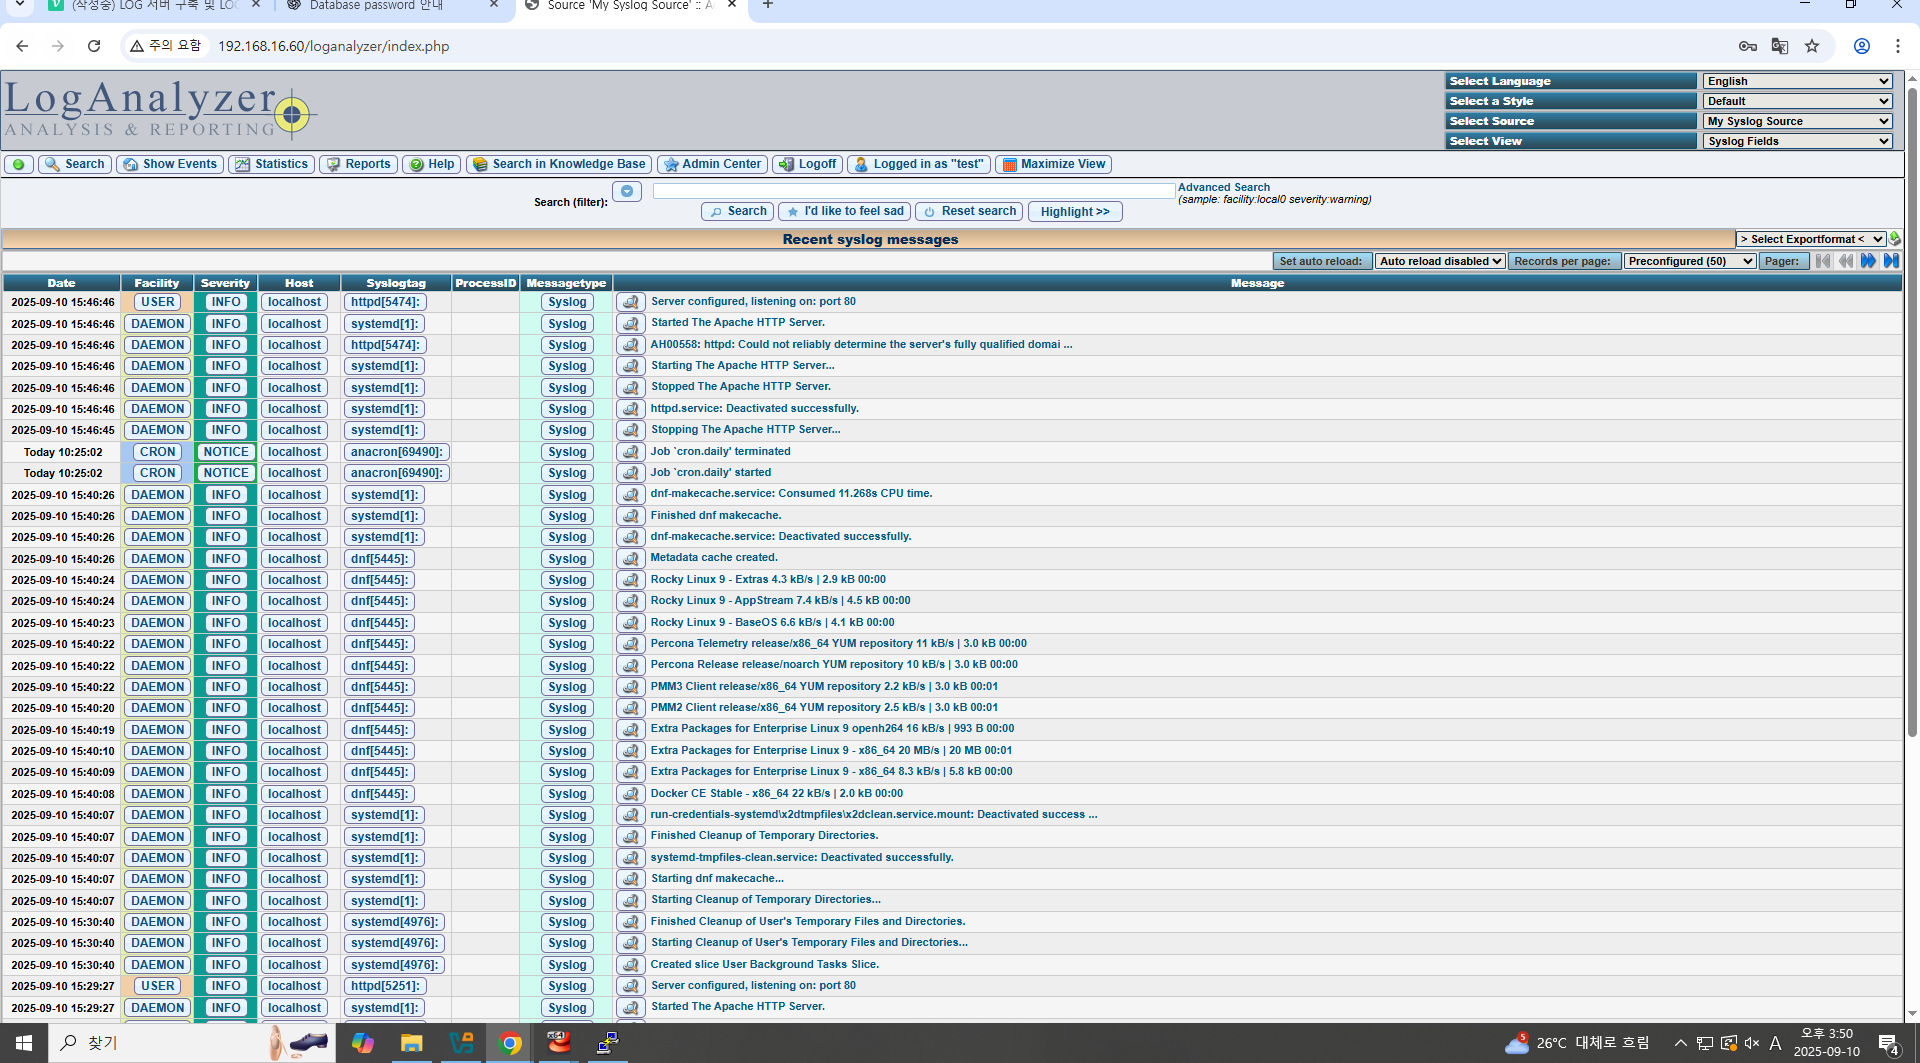 (작성중) LOG 서버 구축 및 LOG
Database password 안내
Source 'My Syslog Source' :: A
주의 요함
192.168.16.60/loganalyzer/index.php
LogAnalyzer
ANALYSIS & REPORTING
Select Language English
Select a Style Default
Select Source My Syslog Source
Select View Syslog Fields
Search Show Events Statistics Reports Help Search in Knowledge Base Admin Center Logoff Logged in as "test" Maximize View
Search (filter): Advanced Search
(sample: facility:local0 severity:warning)
Search I'd like to feel sad Reset search Highlight >>
Recent syslog messages > Select Exportformat <
Set auto reload: Auto reload disabled Records per page: Preconfigured (50) Pager:
Date Facility Severity Host Syslogtag ProcessID Messagetype Message
2025-09-10 15:46:46 USER INFO localhost httpd[5474]: Syslog Server configured, listening on: port 80
2025-09-10 15:46:46 DAEMON INFO localhost systemd[1]: Syslog Started The Apache HTTP Server.
2025-09-10 15:46:46 DAEMON INFO localhost httpd[5474]: Syslog AH00558: httpd: Could not reliably determine the server's fully qualified domai ...
2025-09-10 15:46:46 DAEMON INFO localhost systemd[1]: Syslog Starting The Apache HTTP Server...
2025-09-10 15:46:46 DAEMON INFO localhost systemd[1]: Syslog Stopped The Apache HTTP Server.
2025-09-10 15:46:46 DAEMON INFO localhost systemd[1]: Syslog httpd.service: Deactivated successfully.
2025-09-10 15:46:45 DAEMON INFO localhost systemd[1]: Syslog Stopping The Apache HTTP Server...
Today 10:25:02 CRON NOTICE localhost anacron[69490]: Syslog Job `cron.daily' terminated
Today 10:25:02 CRON NOTICE localhost anacron[69490]: Syslog Job `cron.daily' started
2025-09-10 15:40:26 DAEMON INFO localhost systemd[1]: Syslog dnf-makecache.service: Consumed 11.268s CPU time.
2025-09-10 15:40:26 DAEMON INFO localhost systemd[1]: Syslog Finished dnf makecache.
2025-09-10 15:40:26 DAEMON INFO localhost systemd[1]: Syslog dnf-makecache.service: Deactivated successfully.
2025-09-10 15:40:26 DAEMON INFO localhost dnf[5445]: Syslog Metadata cache created.
2025-09-10 15:40:24 DAEMON INFO localhost dnf[5445]: Syslog Rocky Linux 9 - Extras 4.3 kB/s | 2.9 kB 00:00
2025-09-10 15:40:24 DAEMON INFO localhost dnf[5445]: Syslog Rocky Linux 9 - AppStream 7.4 kB/s | 4.5 kB 00:00
2025-09-10 15:40:23 DAEMON INFO localhost dnf[5445]: Syslog Rocky Linux 9 - BaseOS 6.6 kB/s | 4.1 kB 00:00
2025-09-10 15:40:22 DAEMON INFO localhost dnf[5445]: Syslog Percona Telemetry release/x86_64 YUM repository 11 kB/s | 3.0 kB 00:00
2025-09-10 15:40:22 DAEMON INFO localhost dnf[5445]: Syslog Percona Release release/noarch YUM repository 10 kB/s | 3.0 kB 00:00
2025-09-10 15:40:22 DAEMON INFO localhost dnf[5445]: Syslog PMM3 Client release/x86_64 YUM repository 2.2 kB/s | 3.0 kB 00:01
2025-09-10 15:40:20 DAEMON INFO localhost dnf[5445]: Syslog PMM2 Client release/x86_64 YUM repository 2.5 kB/s | 3.0 kB 00:01
2025-09-10 15:40:19 DAEMON INFO localhost dnf[5445]: Syslog Extra Packages for Enterprise Linux 9 openh264 16 kB/s | 993 B 00:00
2025-09-10 15:40:10 DAEMON INFO localhost dnf[5445]: Syslog Extra Packages for Enterprise Linux 9 - x86_64 20 MB/s | 20 MB 00:01
2025-09-10 15:40:09 DAEMON INFO localhost dnf[5445]: Syslog Extra Packages for Enterprise Linux 9 - x86_64 8.3 kB/s | 5.8 kB 00:00
2025-09-10 15:40:08 DAEMON INFO localhost dnf[5445]: Syslog Docker CE Stable - x86_64 22 kB/s | 2.0 kB 00:00
2025-09-10 15:40:07 DAEMON INFO localhost systemd[1]: Syslog run-credentials-systemd\x2dtmpfiles\x2dclean.service.mount: Deactivated success ...
2025-09-10 15:40:07 DAEMON INFO localhost systemd[1]: Syslog Finished Cleanup of Temporary Directories.
2025-09-10 15:40:07 DAEMON INFO localhost systemd[1]: Syslog systemd-tmpfiles-clean.service: Deactivated successfully.
2025-09-10 15:40:07 DAEMON INFO localhost systemd[1]: Syslog Starting dnf makecache...
2025-09-10 15:40:07 DAEMON INFO localhost systemd[1]: Syslog Starting Cleanup of Temporary Directories...
2025-09-10 15:30:40 DAEMON INFO localhost systemd[4976]: Syslog Finished Cleanup of User's Temporary Files and Directories.
2025-09-10 15:30:40 DAEMON INFO localhost systemd[4976]: Syslog Starting Cleanup of User's Temporary Files and Directories...
2025-09-10 15:30:40 DAEMON INFO localhost systemd[4976]: Syslog Created slice User Background Tasks Slice.
2025-09-10 15:29:27 USER INFO localhost httpd[5251]: Syslog Server configured, listening on: port 80
2025-09-10 15:29:27 DAEMON INFO localhost systemd[1]: Syslog Started The Apache HTTP Server.
찾기
x64
5
26°C 대체로 흐림
A
오후 3:50
2025-09-10
4